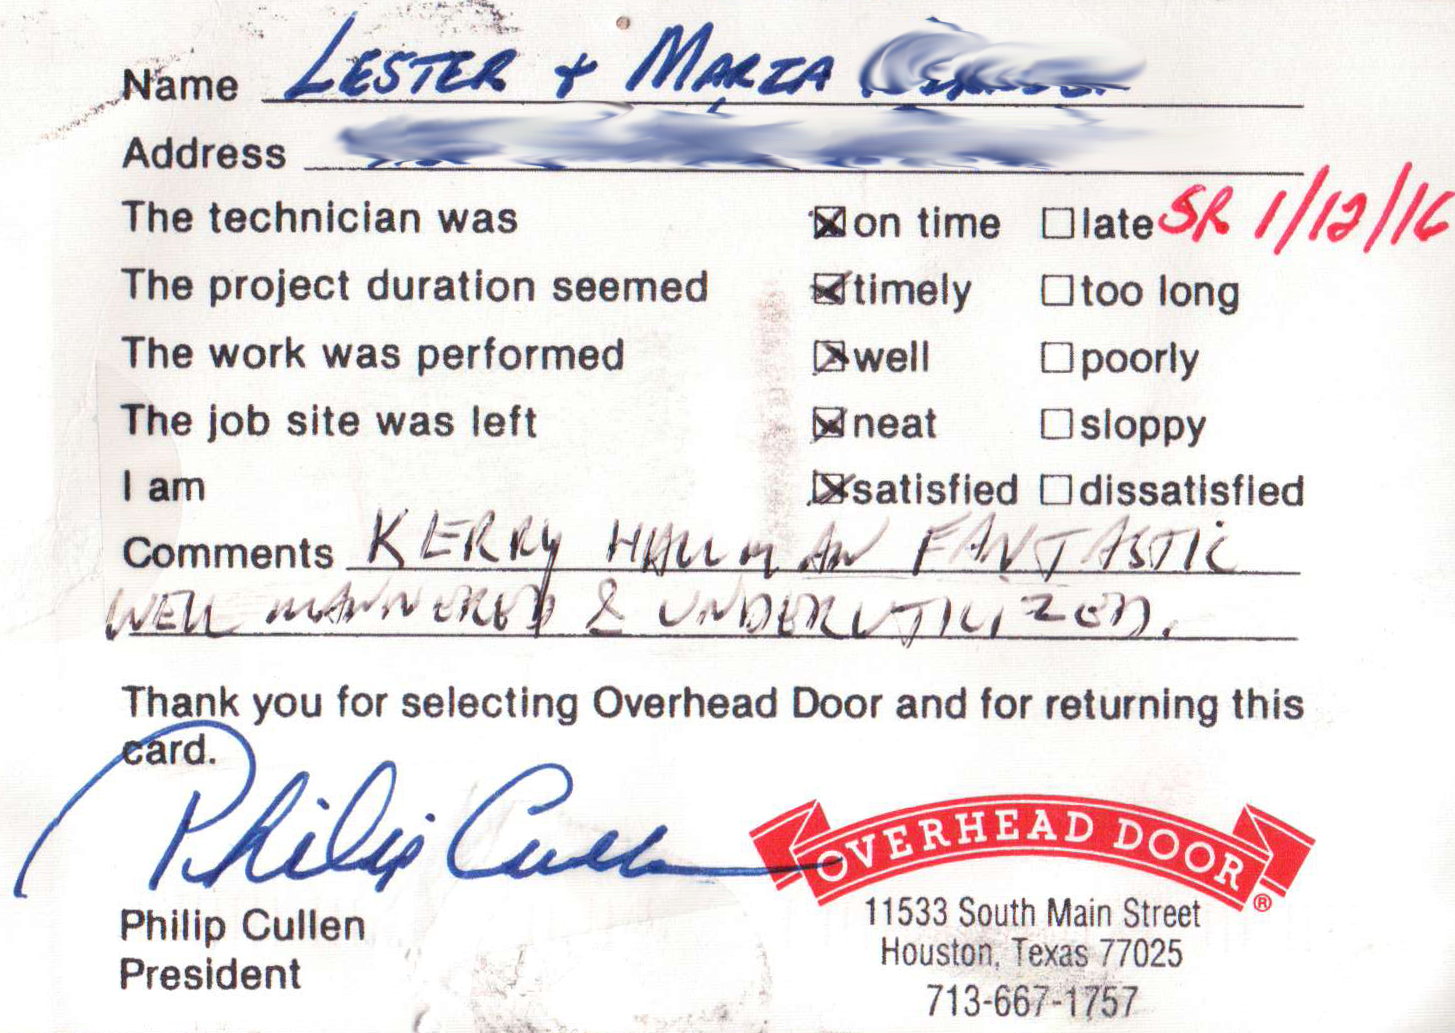 Name LESTER & MARIA
Address
The technician was ☒ on time ☐ late SR 1/12/16
The project duration seemed ☒ timely ☐ too long
The work was performed ☒ well ☐ poorly
The job site was left ☒ neat ☐ sloppy
I am ☒ satisfied ☐ dissatisfied
Comments KERRY HALLMAN FANTASTIC
WELL MANNERED & UNDERUTILIZED.
Thank you for selecting Overhead Door and for returning this
card.
Philip Cullen
OVERHEAD DOOR ®
Philip Cullen
President
11533 South Main Street
Houston, Texas 77025
713-667-1757